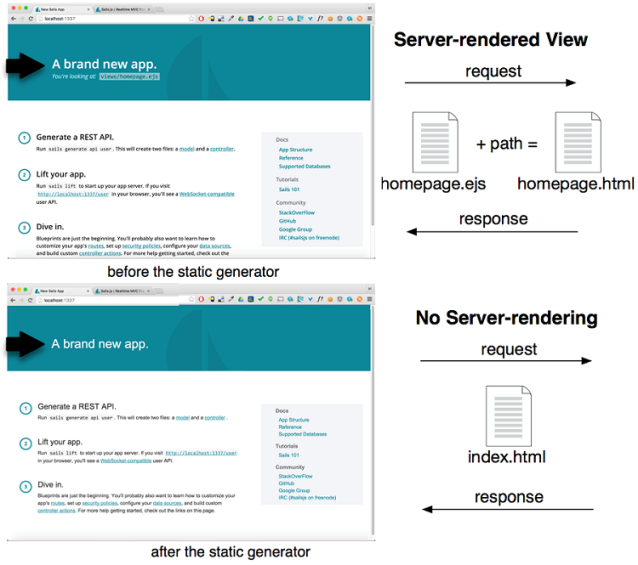 New Sails App
Sails.js | Realtime MVC
localhost:1337
A brand new app.
You're looking at: views/homepage.ejs
1 Generate a REST API.
Run sails generate api user. This will create two files: a model and a controller.
2 Lift your app.
Run sails lift to start up your app server. If you visit
http://localhost:1337/user in your browser, you'll see a WebSocket-compatible
user API.
3 Dive in.
Blueprints are just the beginning. You'll probably also want to learn how to
customize your app's routes, set up security policies, configure your data sources,
and build custom controller actions. For more help getting started, check out
Docs
App Structure
Reference
Supported Databases
Tutorials
Sails 101
Community
StackOverflow
GitHub
Google Group
IRC (#sailsjs on freenode)
before the static generator
Server-rendered View
request
+ path =
homepage.ejs
homepage.html
response
New Sails App
Sails.js | Realtime MVC
localhost:1337
A brand new app.
1 Generate a REST API.
Run sails generate api user. This will create two files: a model and a controller.
2 Lift your app.
Run sails lift to start up your app server. If you visit http://localhost:1337/user
in your browser, you'll see a WebSocket-compatible user API.
3 Dive in.
Blueprints are just the beginning. You'll probably also want to learn how to customize your
app's routes, set up security policies, configure your data sources, and build custom
controller actions. For more help getting started, check out the links on this page.
Docs
App Structure
Reference
Supported Databases
Tutorials
Sails 101
Community
StackOverflow
GitHub
Google Group
IRC (#sailsjs on freenode)
after the static generator
No Server-rendering
request
index.html
response